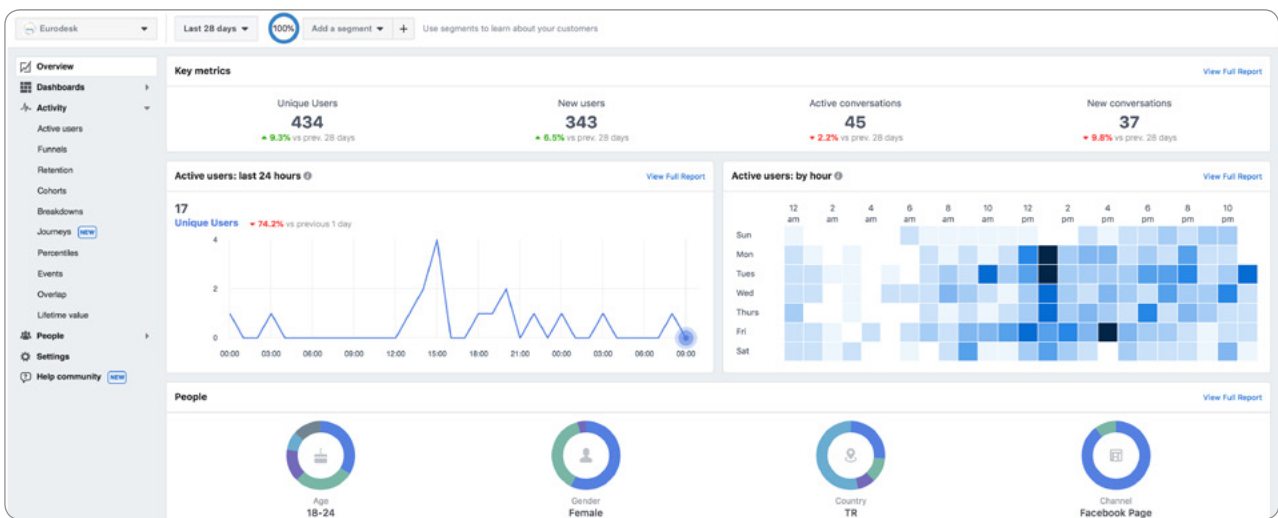 Eurodesk
Last 28 days
100%
Add a segment
+
Use segments to learn about your customers
Overview
Dashboards
Activity
Active users
Funnels
Retention
Cohorts
Breakdowns
Journeys NEW
Percentiles
Events
Overlap
Lifetime value
People
Settings
Help community NEW
Key metrics
View Full Report
Unique Users
434
9.3% vs prev. 28 days
New users
343
6.5% vs prev. 28 days
Active conversations
45
2.2% vs prev. 28 days
New conversations
37
9.8% vs prev. 28 days
Active users: last 24 hours
View Full Report
17
Unique Users 74.2% vs previous 1 day
4
2
0
00:00 03:00 06:00 09:00 12:00 15:00 18:00 21:00 00:00 03:00 06:00 09:00
Active users: by hour
View Full Report
12 2 4 6 8 10 12 2 4 6 8 10
am am am am am am pm pm pm pm pm pm
Sun
Mon
Tues
Wed
Thurs
Fri
Sat
People
View Full Report
Age
18-24
Gender
Female
Country
TR
Channel
Facebook Page